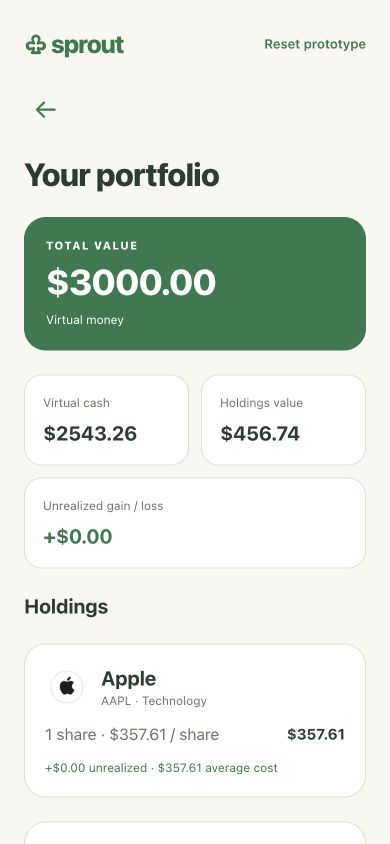 sprout
Reset prototype
Your portfolio
TOTAL VALUE
$3000.00
Virtual money
Virtual cash
$2543.26
Holdings value
$456.74
Unrealized gain / loss
+$0.00
Holdings
Apple
AAPL · Technology
1 share · $357.61 / share
$357.61
+$0.00 unrealized · $357.61 average cost